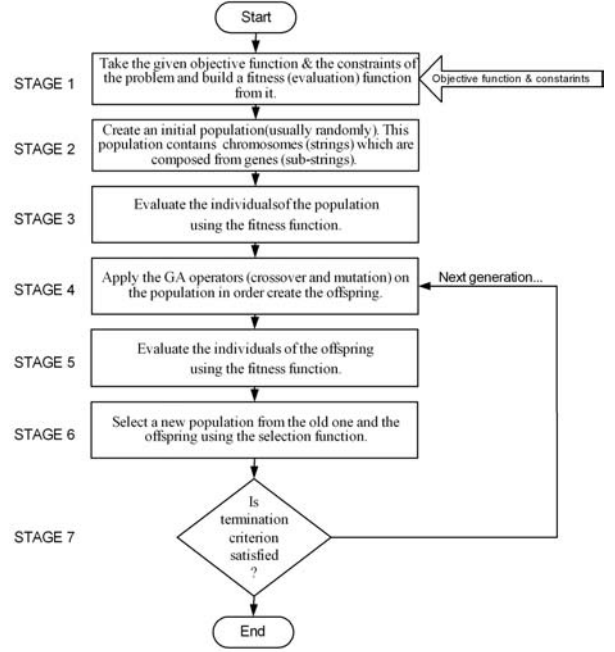 Start
STAGE 1
Take the given objective function & the constraints of
the problem and build a fitness (evaluation) function
from it.
Objective function & constarints
STAGE 2
Create an initial population(usually randomly). This
population contains chromosomes (strings) which are
composed from genes (sub-strings).
STAGE 3
Evaluate the individualsof the population
using the fitness function.
STAGE 4
Apply the GA operators (crossover and mutation) on
the population in order create the offspring.
Next generation...
STAGE 5
Evaluate the individuals of the offspring
using the fitness function.
STAGE 6
Select a new population from the old one and the
offspring using the selection function.
STAGE 7
Is
termination
criterion
satisfied
?
End